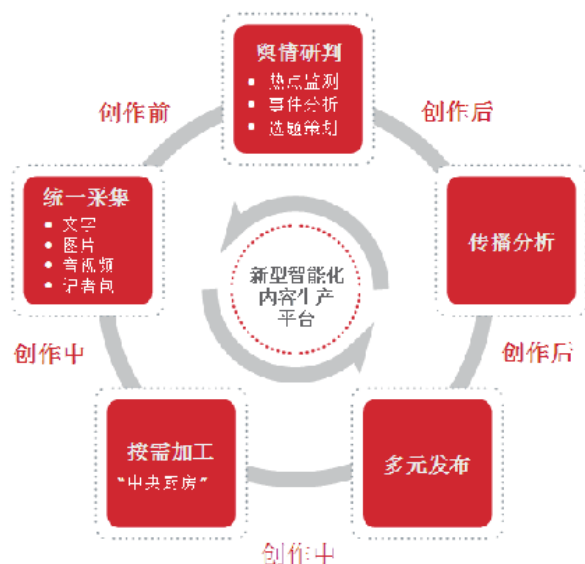 舆情研判
▪ 热点监测
▪ 事件分析
▪ 选题策划
创作前
创作后
统一采集
▪ 文字
▪ 图片
▪ 音视频
▪ 记者包
传播分析
新型智能化
内容生产
平台
创作中
创作后
按需加工
“中央厨房”
多元发布
创作中